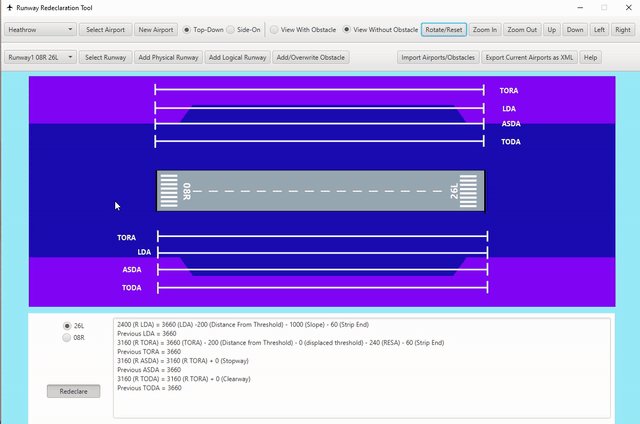 Runway Redeclaration Tool
Heathrow Select Airport New Airport Top-Down Side-On View With Obstacle View Without Obstacle Rotate/Reset Zoom In Zoom Out Up Down Left Right
Runway1 08R 26L Select Runway Add Physical Runway Add Logical Runway Add/Overwrite Obstacle Import Airports/Obstacles Export Current Airports as XML Help
TORA
LDA
ASDA
TODA
08R
26L
TORA
LDA
ASDA
TODA
26L
08R
Redeclare
2400 (R LDA) = 3660 (LDA) -200 (Distance From Threshold) - 1000 (Slope) - 60 (Strip End)
Previous LDA = 3660
3160 (R TORA) = 3660 (TORA) - 200 (Distance from Threshold) - 0 (displaced threshold) - 240 (RESA) - 60 (Strip End)
Previous TORA = 3660
3160 (R ASDA) = 3160 (R TORA) + 0 (Stopway)
Previous ASDA = 3660
3160 (R TODA) = 3160 (R TORA) + 0 (Clearway)
Previous TODA = 3660